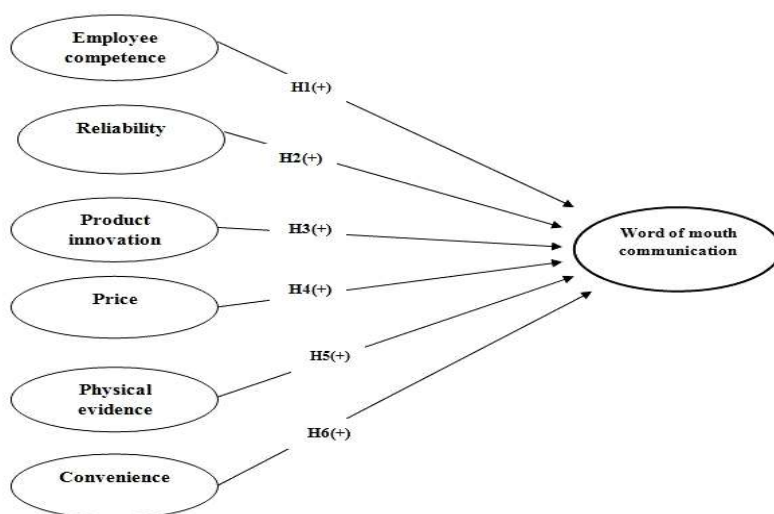 Employee
competence
H1(+)
Reliability
H2(+)
Product
innovation
H3(+)
Word of mouth
communication
Price
H4(+)
Physical
evidence
H5(+)
Convenience
H6(+)